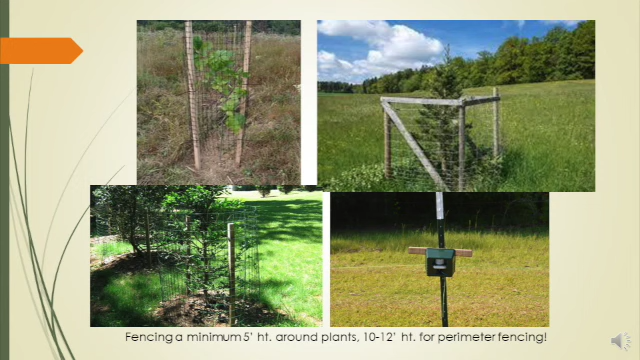 Fencing a minimum 5' ht. around plants, 10-12' ht. for perimeter fencing!